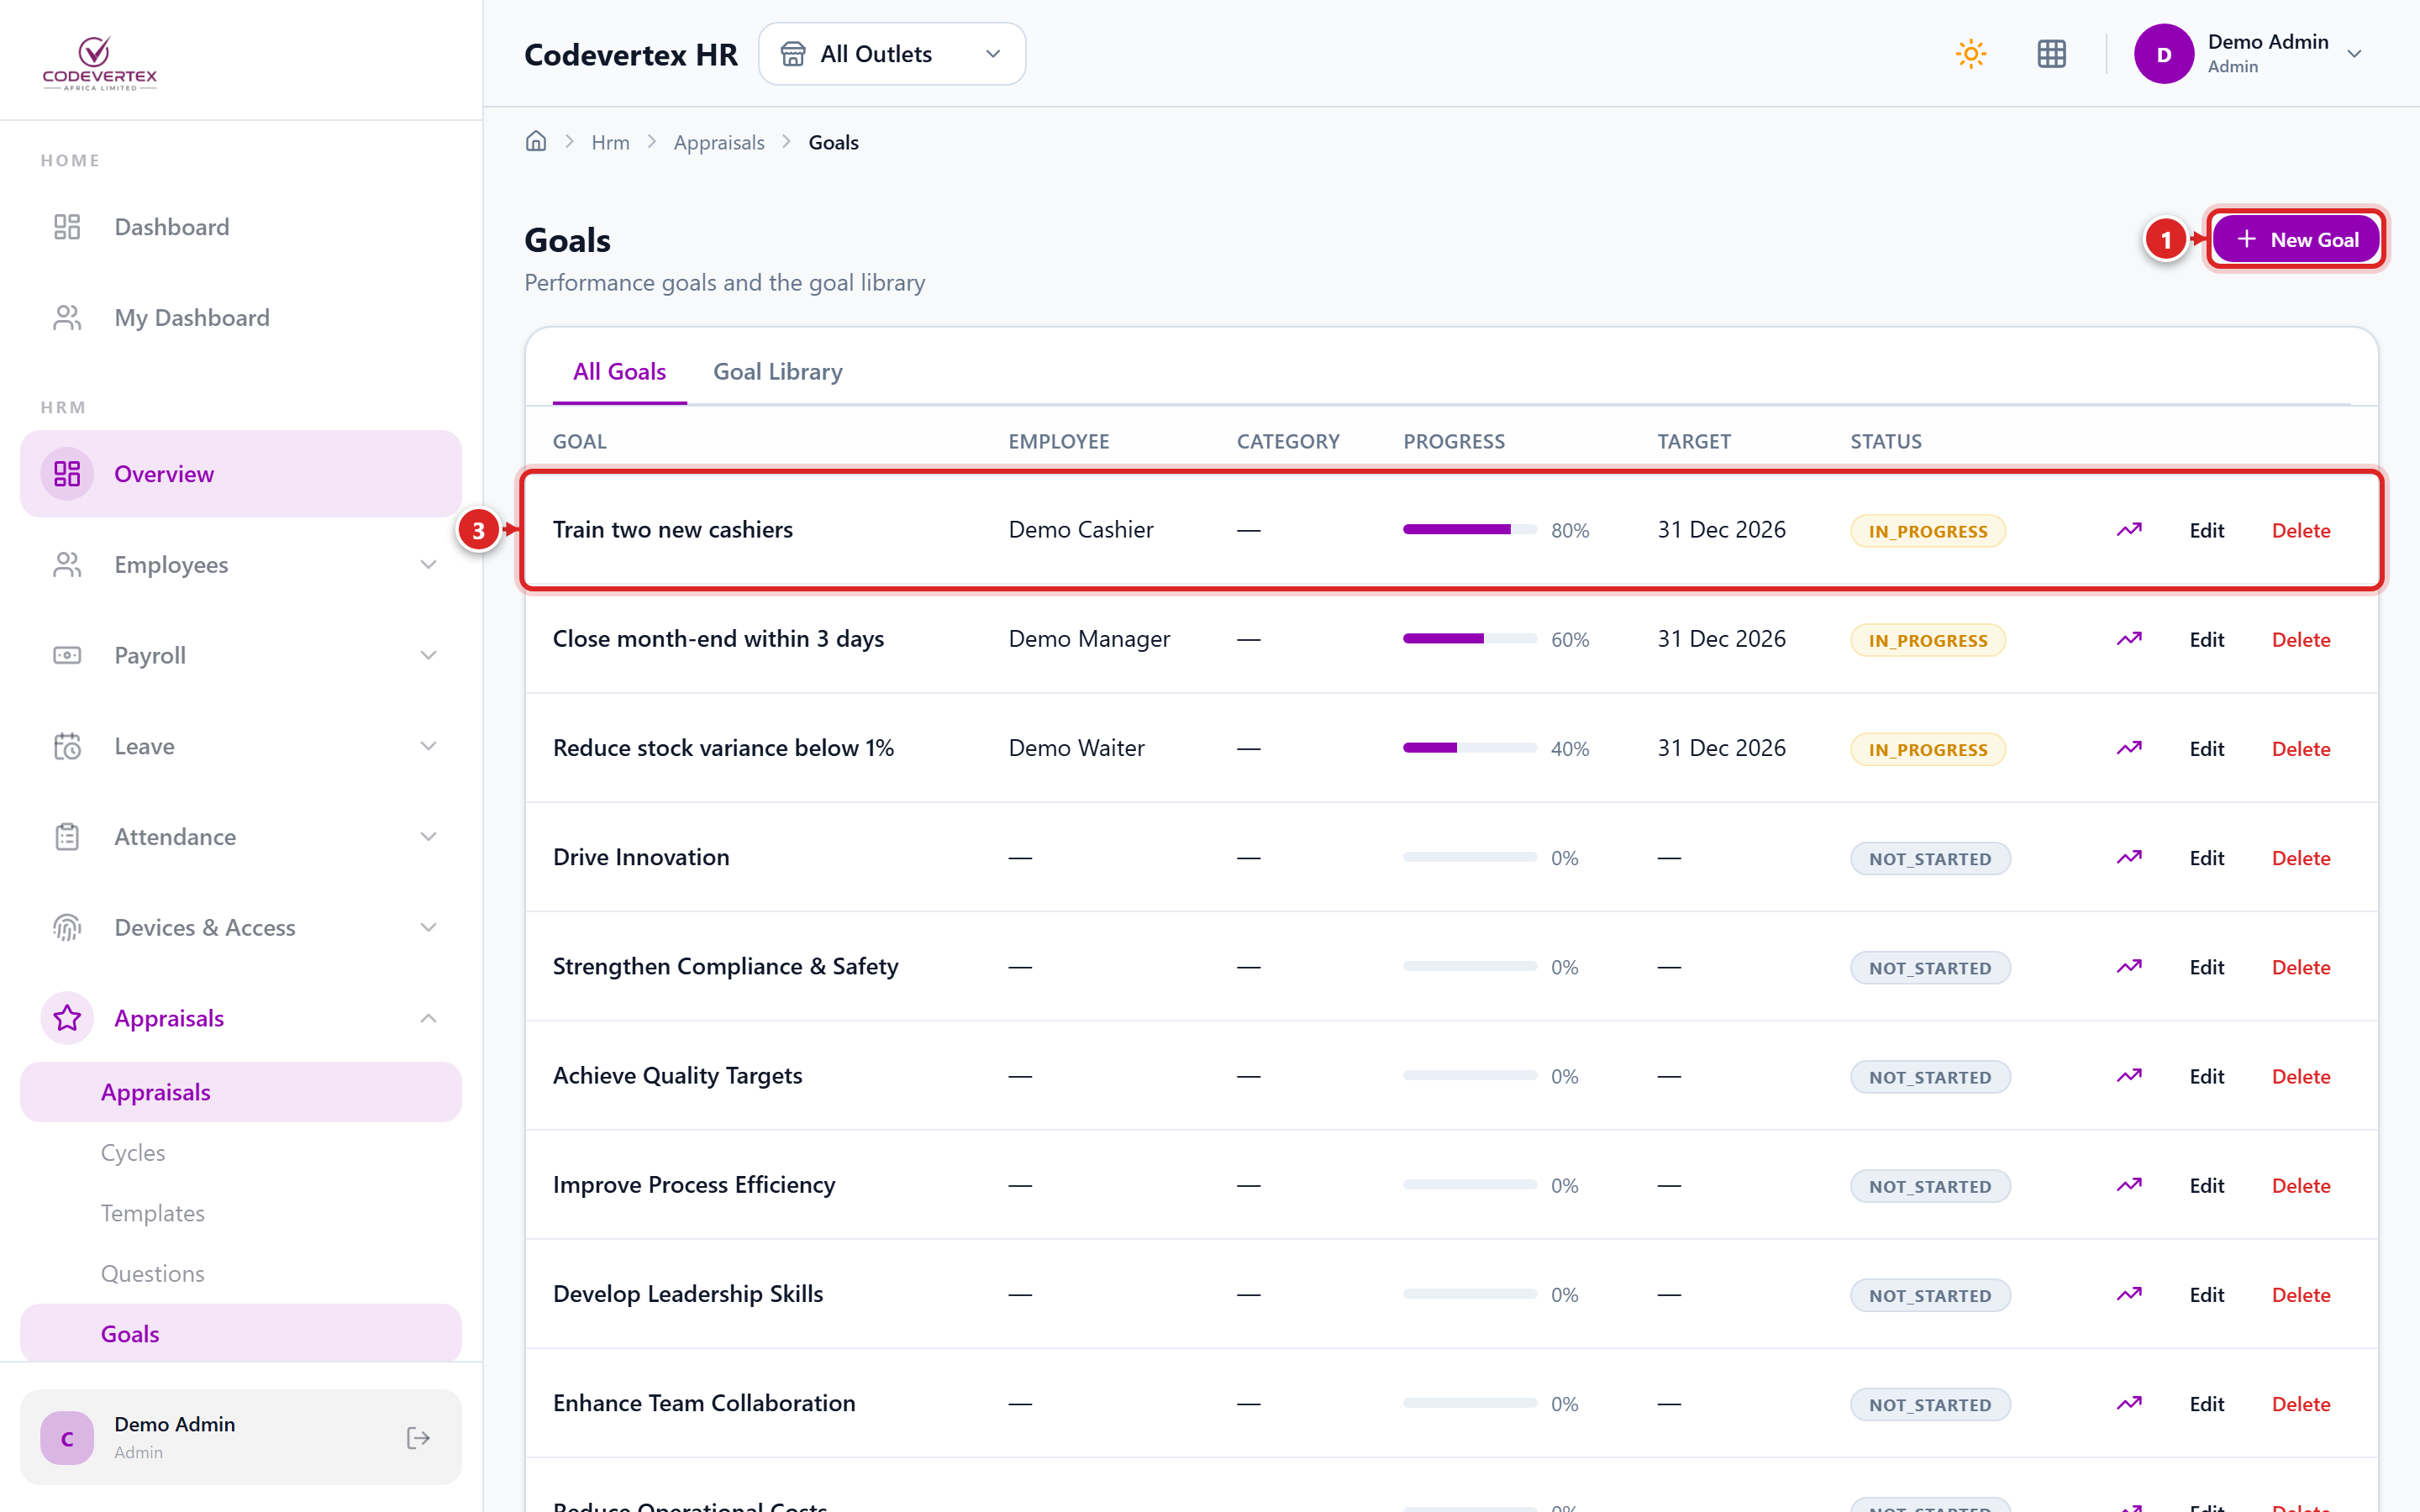 CODEVERTEX
AFRICA LIMITED
HOME
Dashboard
My Dashboard
HRM
Overview
Employees
Payroll
Leave
Attendance
Devices & Access
Appraisals
Appraisals
Cycles
Templates
Questions
Goals
C
Demo Admin
Admin
Codevertex HR
All Outlets
D
Demo Admin
Admin
Hrm
Appraisals
Goals
Goals
Performance goals and the goal library
1
New Goal
All Goals
Goal Library
GOAL EMPLOYEE CATEGORY PROGRESS TARGET STATUS
3
Train two new cashiers Demo Cashier — 80% 31 Dec 2026 IN_PROGRESS Edit Delete
Close month-end within 3 days Demo Manager — 60% 31 Dec 2026 IN_PROGRESS Edit Delete
Reduce stock variance below 1% Demo Waiter — 40% 31 Dec 2026 IN_PROGRESS Edit Delete
Drive Innovation — — 0% — NOT_STARTED Edit Delete
Strengthen Compliance & Safety — — 0% — NOT_STARTED Edit Delete
Achieve Quality Targets — — 0% — NOT_STARTED Edit Delete
Improve Process Efficiency — — 0% — NOT_STARTED Edit Delete
Develop Leadership Skills — — 0% — NOT_STARTED Edit Delete
Enhance Team Collaboration — — 0% — NOT_STARTED Edit Delete
Reduce Operational Costs 0% NOT_STARTED Edit Delete